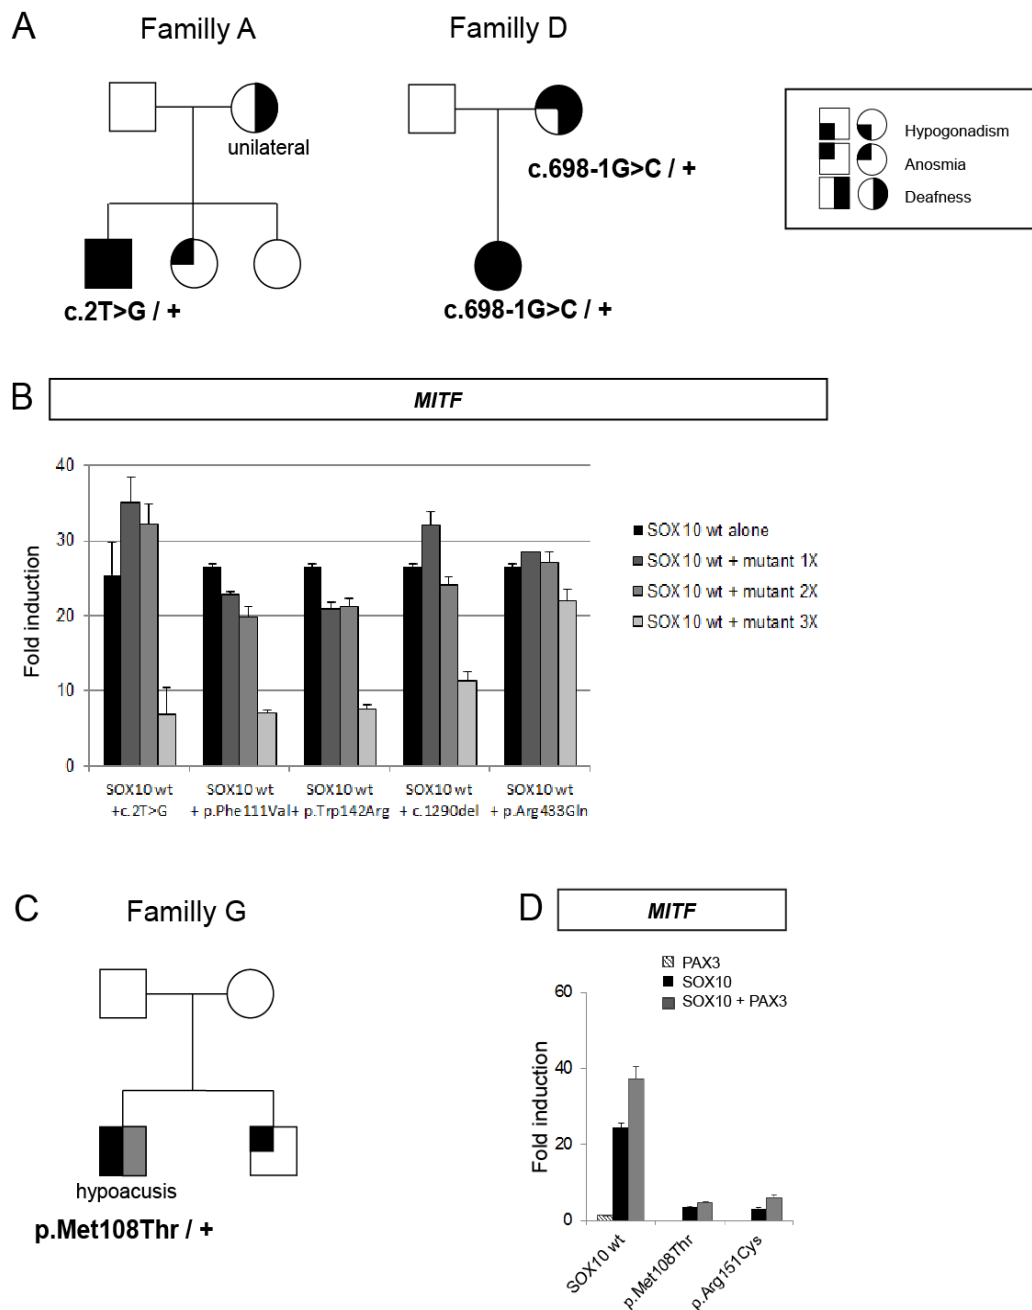 A
Familly A
Familly D
unilateral
c.698-1G>C / +
c.2T>G / +
c.698-1G>C / +
Hypogonadism
Anosmia
Deafness
B
MITF
Fold induction
40
30
20
10
0
SOX10 wt +c.2T>G
SOX10 wt + p.Phe111Val
SOX10 wt + p.Trp142Arg
SOX10 wt + c.1290del
SOX10 wt + p.Arg433Gln
SOX10 wt alone
SOX10 wt + mutant 1X
SOX10 wt + mutant 2X
SOX10 wt + mutant 3X
C
Familly G
hypoacusis
p.Met108Thr / +
D
MITF
PAX3
SOX10
SOX10 + PAX3
Fold induction
60
40
20
0
SOX10 wt
p.Met108Thr
p.Arg151Cys